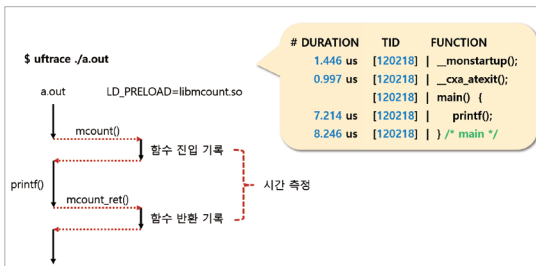 $ uftrace ./a.out
a.out
LD_PRELOAD=libmcount.so
mcount()
함수 진입 기록
printf()
시간 측정
mcount_ret()
함수 반환 기록
# DURATION TID FUNCTION
1.446 us [120218] | __monstartup();
0.997 us [120218] | __cxa_atexit();
[120218] | main() {
7.214 us [120218] | printf();
8.246 us [120218] | } /* main */